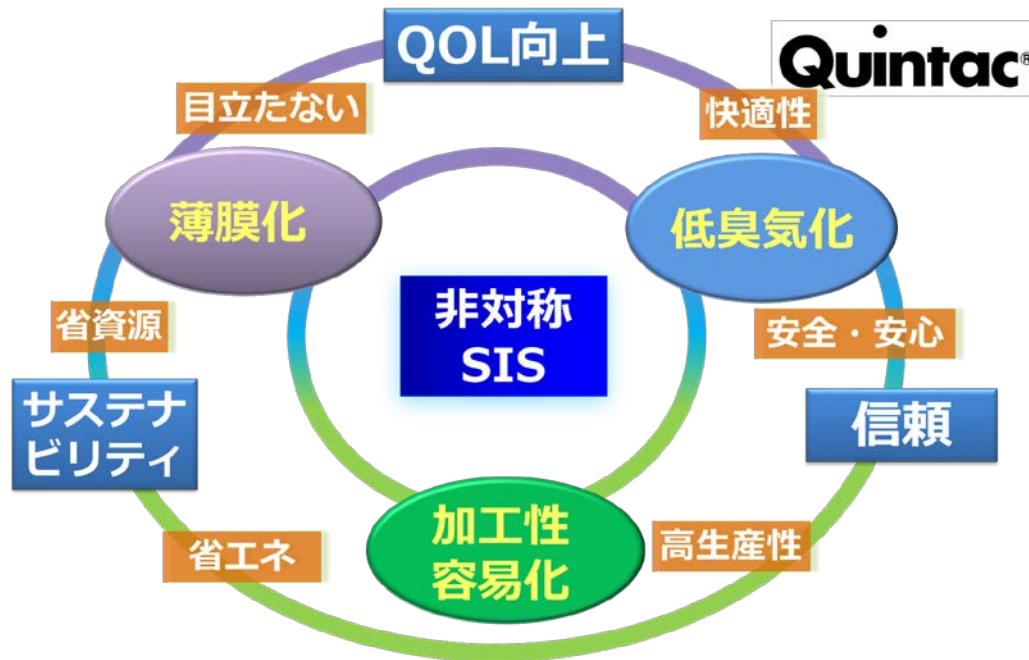 QOL向上
Quintac®
目立たない
快適性
薄膜化
低臭気化
非対称
SIS
省資源
安全・安心
サステナ
ビリティ
信頼
加工性
容易化
省エネ
高生産性